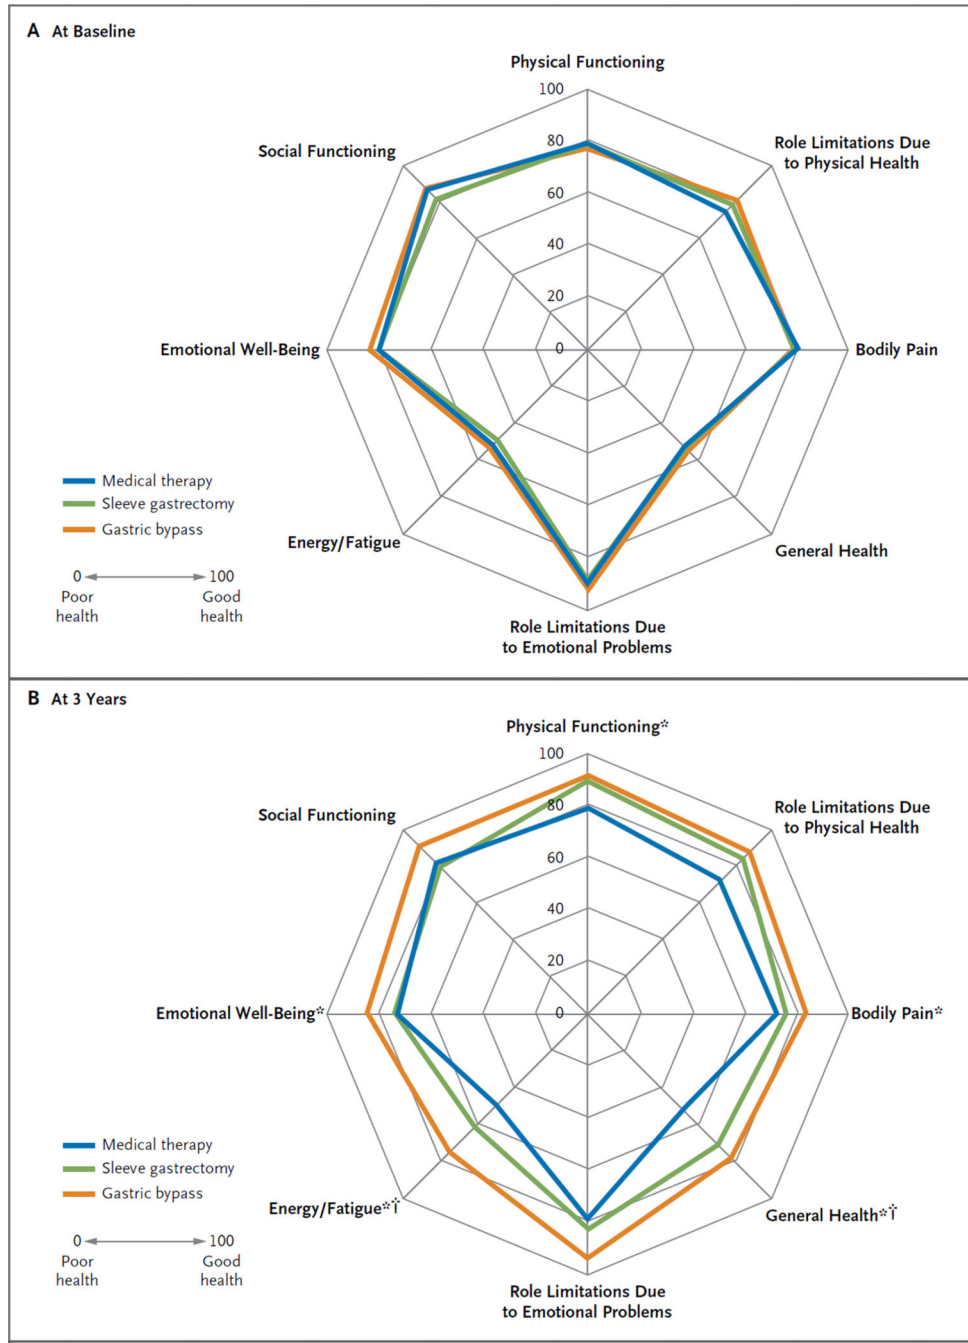 A At Baseline
Physical Functioning
100
Role Limitations Due
to Physical Health
Social Functioning
80
60
40
20
Emotional Well-Being
0
Bodily Pain
Medical therapy
Sleeve gastrectomy
Gastric bypass
Energy/Fatigue
General Health
0 100
Poor Good
health health
Role Limitations Due
to Emotional Problems
B At 3 Years
Physical Functioning*
100
Role Limitations Due
to Physical Health
Social Functioning
80
60
40
20
Emotional Well-Being*
0
Bodily Pain*
Medical therapy
Sleeve gastrectomy
Gastric bypass
Energy/Fatigue*†
General Health*†
0 100
Poor Good
health health
Role Limitations Due
to Emotional Problems